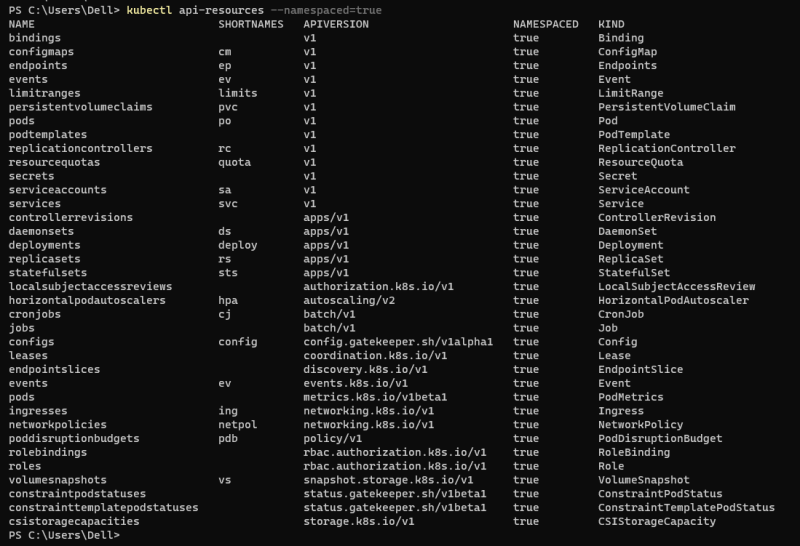 PS C:\Users\Dell> kubectl api-resources --namespaced=true
NAME SHORTNAMES APIVERSION NAMESPACED KIND
bindings v1 true Binding
configmaps cm v1 true ConfigMap
endpoints ep v1 true Endpoints
events ev v1 true Event
limitranges limits v1 true LimitRange
persistentvolumeclaims pvc v1 true PersistentVolumeClaim
pods po v1 true Pod
podtemplates v1 true PodTemplate
replicationcontrollers rc v1 true ReplicationController
resourcequotas quota v1 true ResourceQuota
secrets v1 true Secret
serviceaccounts sa v1 true ServiceAccount
services svc v1 true Service
controllerrevisions apps/v1 true ControllerRevision
daemonsets ds apps/v1 true DaemonSet
deployments deploy apps/v1 true Deployment
replicasets rs apps/v1 true ReplicaSet
statefulsets sts apps/v1 true StatefulSet
localsubjectaccessreviews authorization.k8s.io/v1 true LocalSubjectAccessReview
horizontalpodautoscalers hpa autoscaling/v2 true HorizontalPodAutoscaler
cronjobs cj batch/v1 true CronJob
jobs batch/v1 true Job
configs config config.gatekeeper.sh/v1alpha1 true Config
leases coordination.k8s.io/v1 true Lease
endpointslices discovery.k8s.io/v1 true EndpointSlice
events ev events.k8s.io/v1 true Event
pods metrics.k8s.io/v1beta1 true PodMetrics
ingresses ing networking.k8s.io/v1 true Ingress
networkpolicies netpol networking.k8s.io/v1 true NetworkPolicy
poddisruptionbudgets pdb policy/v1 true PodDisruptionBudget
rolebindings rbac.authorization.k8s.io/v1 true RoleBinding
roles rbac.authorization.k8s.io/v1 true Role
volumesnapshots vs snapshot.storage.k8s.io/v1 true VolumeSnapshot
constraintpodstatuses status.gatekeeper.sh/v1beta1 true ConstraintPodStatus
constrainttemplatepodstatuses status.gatekeeper.sh/v1beta1 true ConstraintTemplatePodStatus
csistoragecapacities storage.k8s.io/v1 true CSIStorageCapacity
PS C:\Users\Dell>